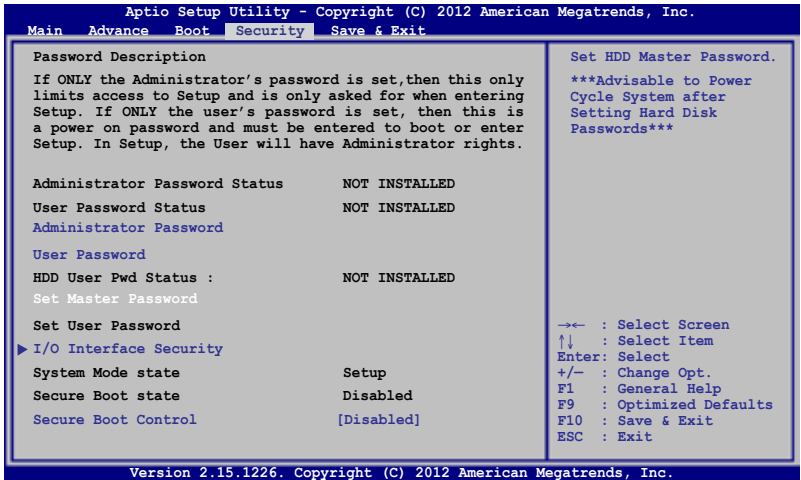 Aptio Setup Utility - Copyright (C) 2012 American Megatrends, Inc.
Main Advance Boot Security Save & Exit
Password Description
If ONLY the Administrator's password is set,then this only
limits access to Setup and is only asked for when entering
Setup. If ONLY the user's password is set, then this is
a power on password and must be entered to boot or enter
Setup. In Setup, the User will have Administrator rights.
Administrator Password Status NOT INSTALLED
User Password Status NOT INSTALLED
Administrator Password
User Password
HDD User Pwd Status : NOT INSTALLED
Set Master Password
Set User Password
I/O Interface Security
System Mode state Setup
Secure Boot state Disabled
Secure Boot Control [Disabled]
Set HDD Master Password.
***Advisable to Power
Cycle System after
Setting Hard Disk
Passwords***
→← : Select Screen
↑↓ : Select Item
Enter: Select
+/— : Change Opt.
F1 : General Help
F9 : Optimized Defaults
F10 : Save & Exit
ESC : Exit
Version 2.15.1226. Copyright (C) 2012 American Megatrends, Inc.